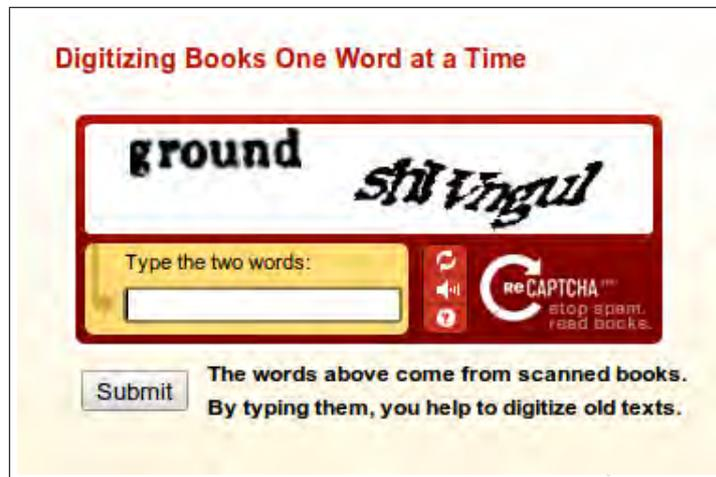 Digitizing Books One Word at a Time
ground
Type the two words:
ReCAPTCHA™
stop spam.
read books.
Submit
The words above come from scanned books.
By typing them, you help to digitize old texts.